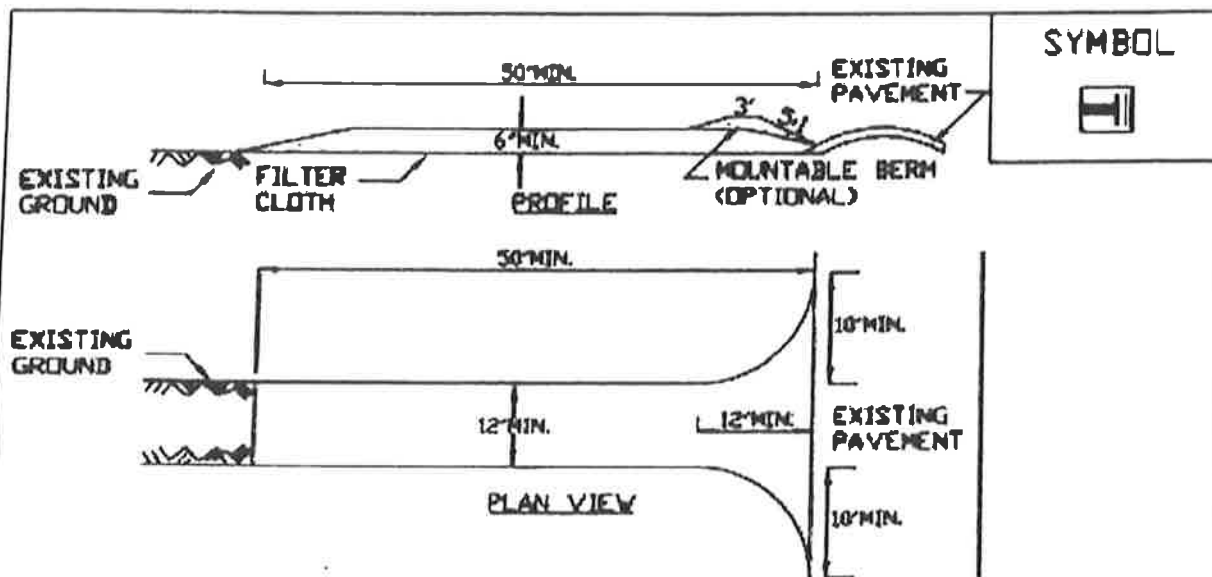 SYMBOL
50'MIN.
EXISTING
PAVEMENT
3'
5:1
6"MIN.
EXISTING
GROUND
FILTER
CLOTH
PROFILE
MOUNTABLE BERM
(OPTIONAL)
50'MIN.
10'MIN.
EXISTING
GROUND
12'MIN.
12'MIN.
EXISTING
PAVEMENT
PLAN VIEW
10'MIN.